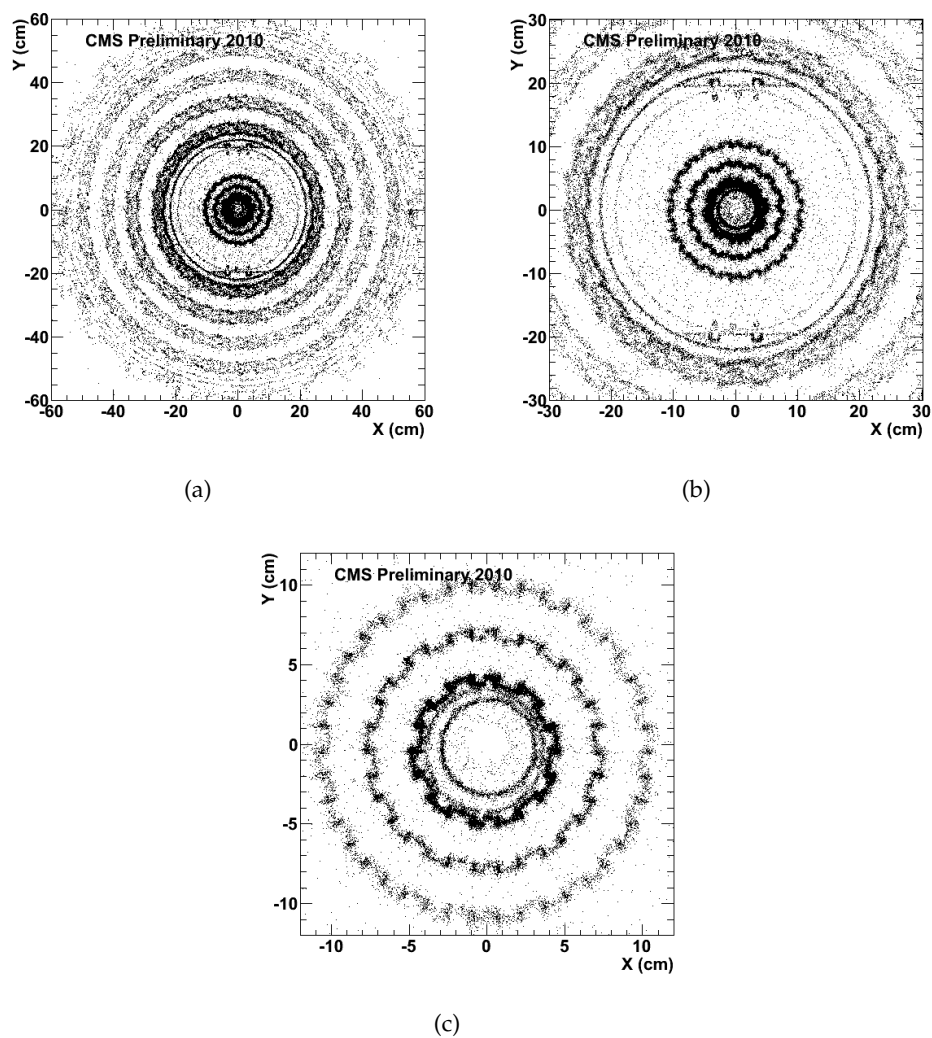 CMS Preliminary 2010
Y (cm)
60
40
20
0
-20
-40
-60
-60 -40 -20 0 20 40 60
X (cm)
(a)
CMS Preliminary 2010
Y (cm)
30
20
10
0
-10
-20
-30
-30 -20 -10 0 10 20 30
X (cm)
(b)
CMS Preliminary 2010
Y (cm)
10
5
0
-5
-10
-10 -5 0 5 10
X (cm)
(c)